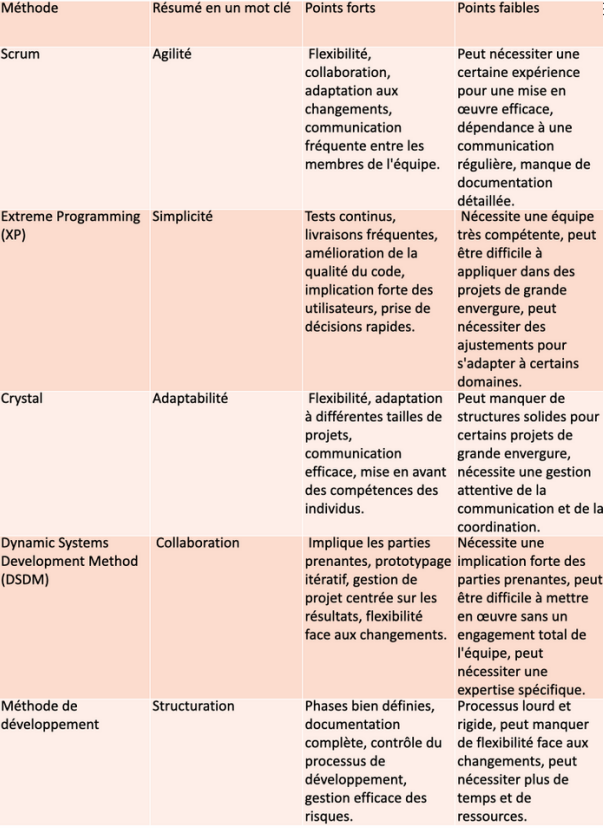 Méthode
Résumé en un mot clé
Points forts
Points faibles
Scrum
Agilité
Flexibilité,
collaboration,
adaptation aux
changements,
communication
fréquente entre les
membres de l'équipe.
Peut nécessiter une
certaine expérience
pour une mise en
œuvre efficace,
dépendance à une
communication
régulière, manque de
documentation
détaillée.
Extreme Programming
(XP)
Simplicité
Tests continus,
livraisons fréquentes,
amélioration de la
qualité du code,
implication forte des
utilisateurs, prise de
décisions rapides.
Nécessite une équipe
très compétente, peut
être difficile à
appliquer dans des
projets de grande
envergure, peut
nécessiter des
ajustements pour
s'adapter à certains
domaines.
Crystal
Adaptabilité
Flexibilité, adaptation
à différentes tailles de
projets,
communication
efficace, mise en avant
des compétences des
individus.
Peut manquer de
structures solides pour
certains projets de
grande envergure,
nécessite une gestion
attentive de la
communication et de la
coordination.
Dynamic Systems
Development Method
(DSDM)
Collaboration
Implique les parties
prenantes, prototypage
itératif, gestion de
projet centrée sur les
résultats, flexibilité
face aux changements.
Nécessite une
implication forte des
parties prenantes, peut
être difficile à mettre
en œuvre sans un
engagement total de
l'équipe, peut
nécessiter une
expertise spécifique.
Méthode de
développement
Structuration
Phases bien définies,
documentation
complète, contrôle du
processus de
développement,
gestion efficace des
risques.
Processus lourd et
rigide, peut manquer
de flexibilité face aux
changements, peut
nécessiter plus de
temps et de
ressources.